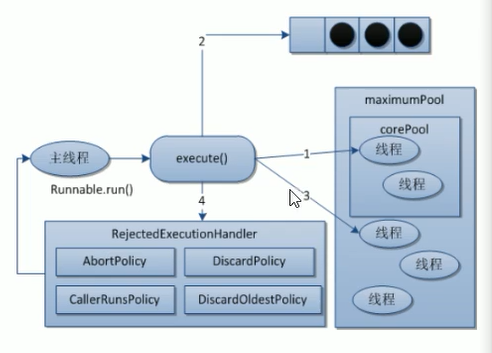 2
maximumPool
corePool
线程
线程
主线程
execute()
1
Runnable.run()
4
3
线程
线程
线程
RejectedExecutionHandler
AbortPolicy
DiscardPolicy
CallerRunsPolicy
DiscardOldestPolicy